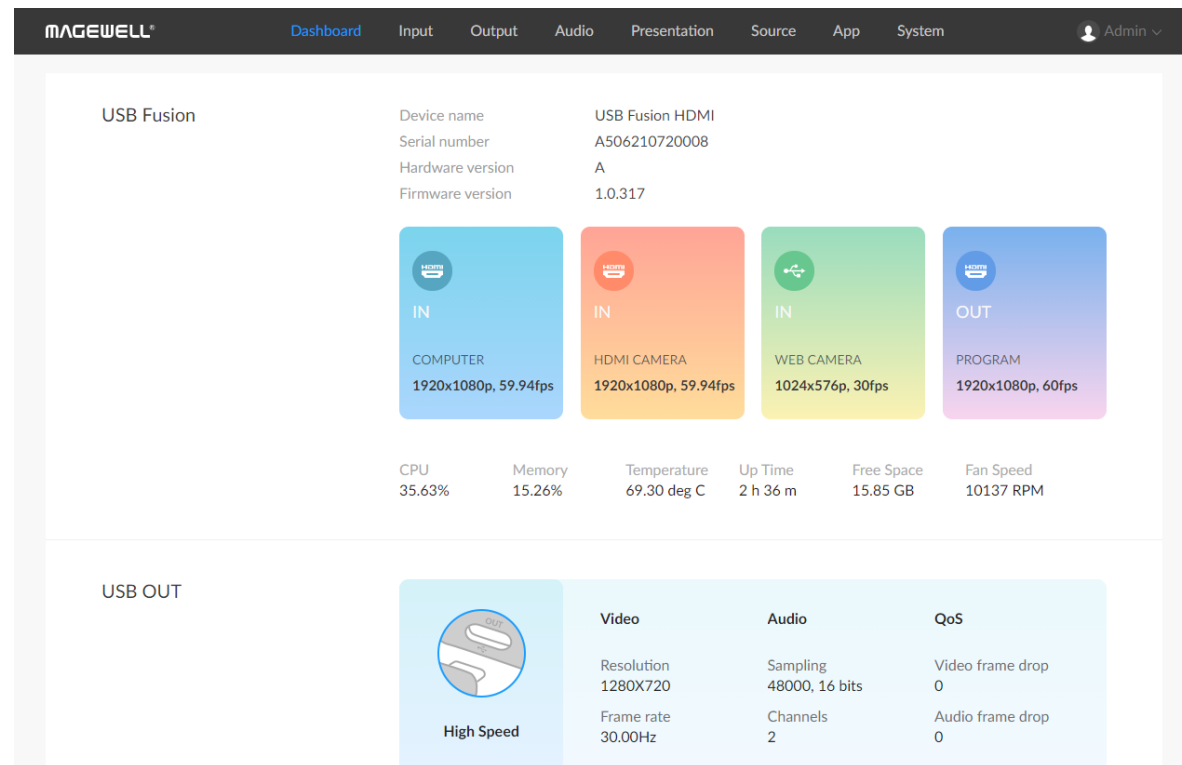 MAGEWELL®
Dashboard Input Output Audio Presentation Source App System Admin
USB Fusion
Device name USB Fusion HDMI
Serial number A506210720008
Hardware version A
Firmware version 1.0.317
HDMI HDMI HDMI
IN IN IN OUT
COMPUTER HDMI CAMERA WEB CAMERA PROGRAM
1920x1080p, 59.94fps 1920x1080p, 59.94fps 1024x576p, 30fps 1920x1080p, 60fps
CPU Memory Temperature Up Time Free Space Fan Speed
35.63% 15.26% 69.30 deg C 2 h 36 m 15.85 GB 10137 RPM
USB OUT
OUT
Video Audio QoS
Resolution Sampling Video frame drop
1280X720 48000, 16 bits 0
Frame rate Channels Audio frame drop
High Speed
30.00Hz 2 0